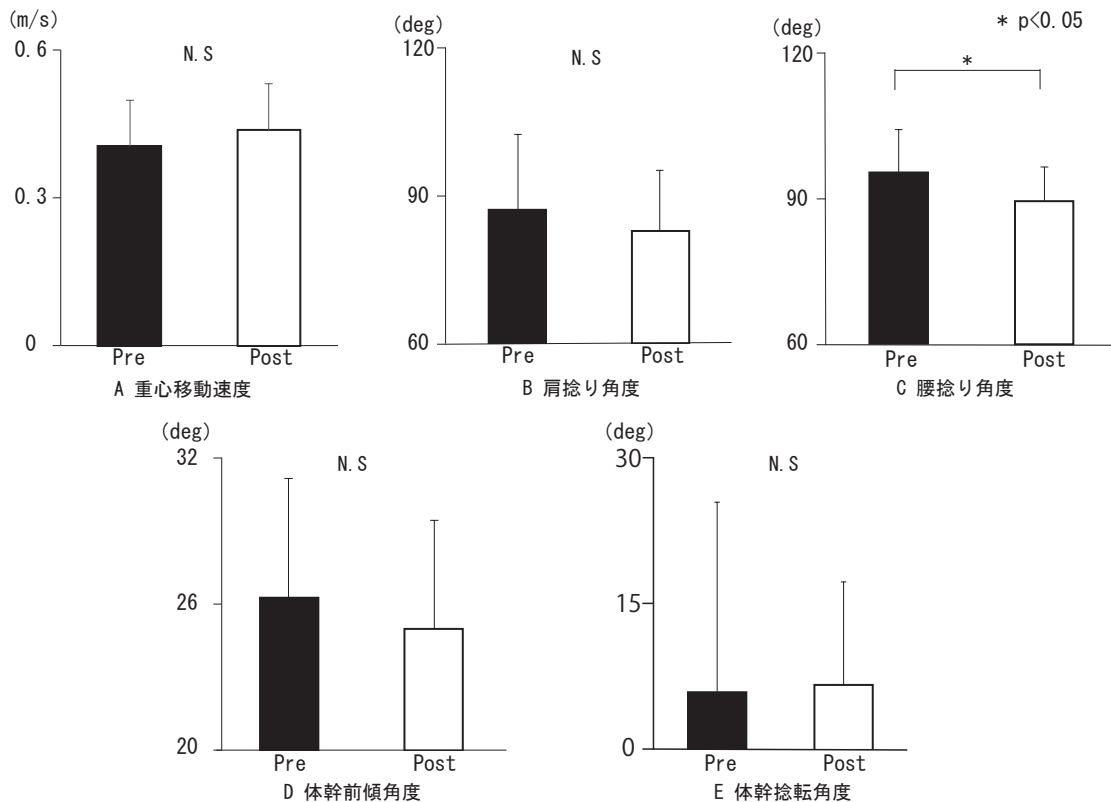 (m/s)
0.6
N.S
0.3
0
Pre
Post
A 重心移動速度
(deg)
120
N.S
90
60
Pre
Post
B 肩捻り角度
* p<0.05
(deg)
120
*
90
60
Pre
Post
C 腰捻り角度
(deg)
32
N.S
26
20
Pre
Post
D 体幹前傾角度
(deg)
30
N.S
15
0
Pre
Post
E 体幹捻転角度